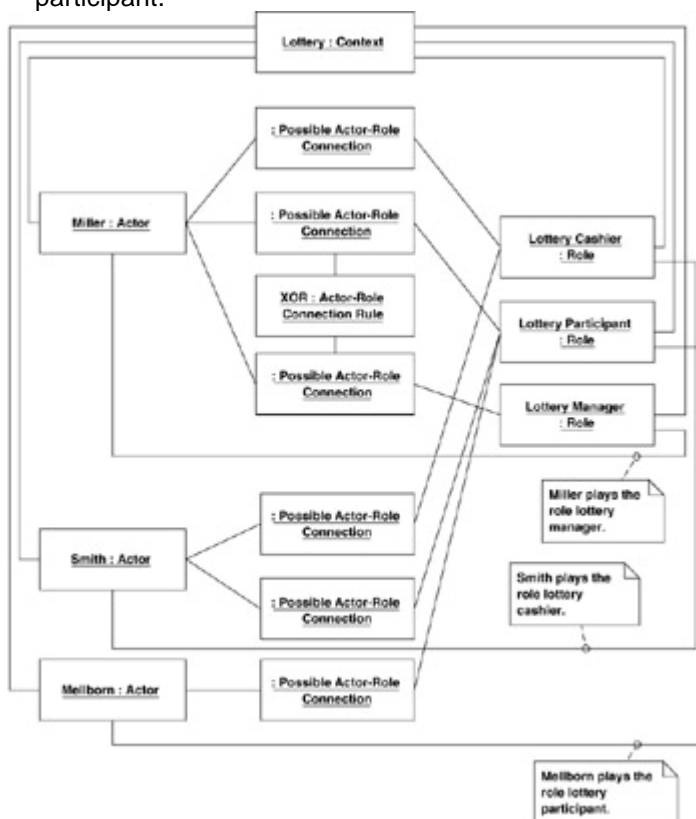 participant.
Lottery : Context
: Possible Actor-Role
Connection
Miller : Actor
: Possible Actor-Role
Connection
Lottery Cashier
: Role
XOR : Actor-Role
Connection Rule
Lottery Participant
: Role
: Possible Actor-Role
Connection
Lottery Manager
: Role
Miller plays the
role lottery
manager.
: Possible Actor-Role
Connection
Smith : Actor
Smith plays the
role lottery
cashier.
: Possible Actor-Role
Connection
Mellborn : Actor
: Possible Actor-Role
Connection
Mellborn plays the
role lottery
participant.